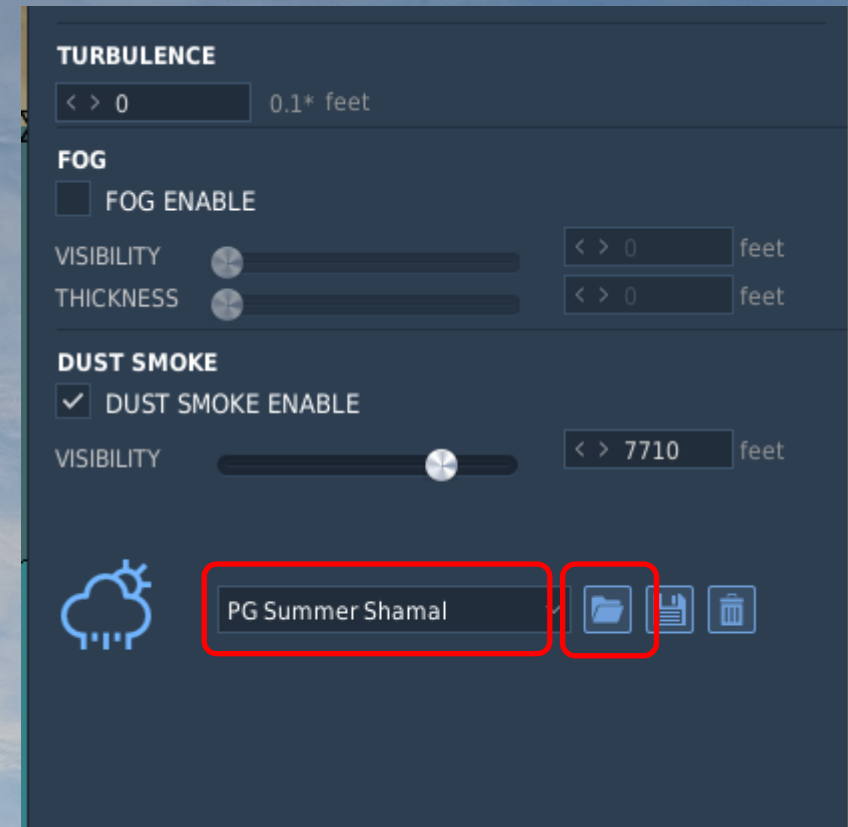 TURBULENCE
< > 0 0.1* feet
FOG
FOG ENABLE
VISIBILITY < > 0 feet
THICKNESS < > 0 feet
DUST SMOKE
DUST SMOKE ENABLE
VISIBILITY < > 7710 feet
PG Summer Shamal